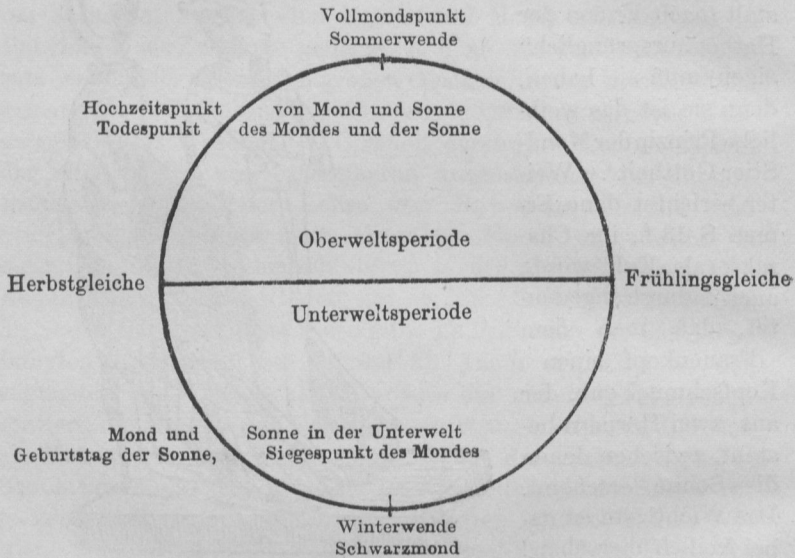 Vollmondspunkt
Sommerwende
Hochzeitspunkt von Mond und Sonne
Todespunkt des Mondes und der Sonne
Oberweltsperiode
Herbstgleiche Frühlingsgleiche
Unterweltsperiode
Mond und Sonne in der Unterwelt
Geburtstag der Sonne, Siegespunkt des Mondes
Winterwende
Schwarzmond